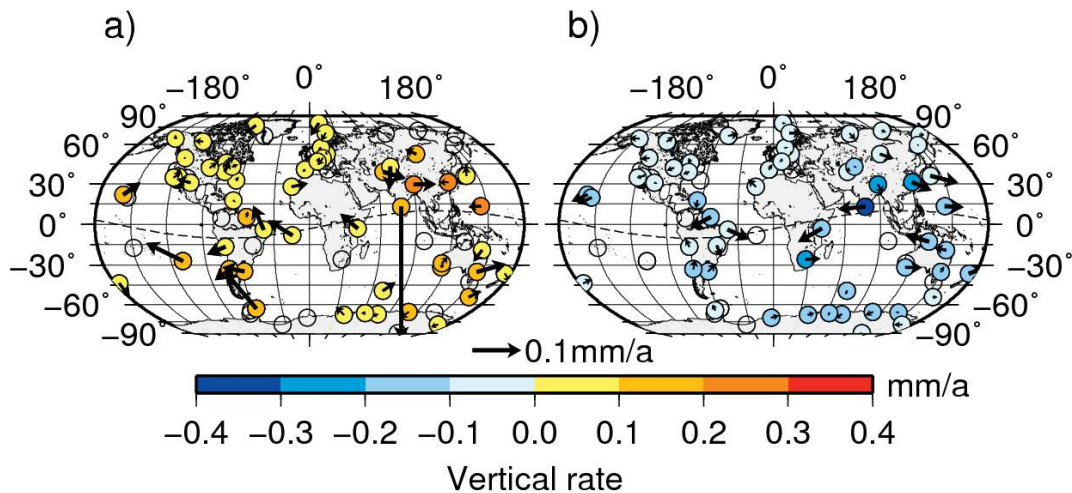 a) b)
0˚ 0˚
−180˚ 180˚ −180˚ 180˚
90˚ 90˚
60˚ 60˚
30˚ 30˚
0˚ 0˚
−30˚ −30˚
−60˚ −60˚
−90˚ −90˚
0.1mm/a
mm/a
−0.4 −0.3 −0.2 −0.1 0.0 0.1 0.2 0.3 0.4
Vertical rate